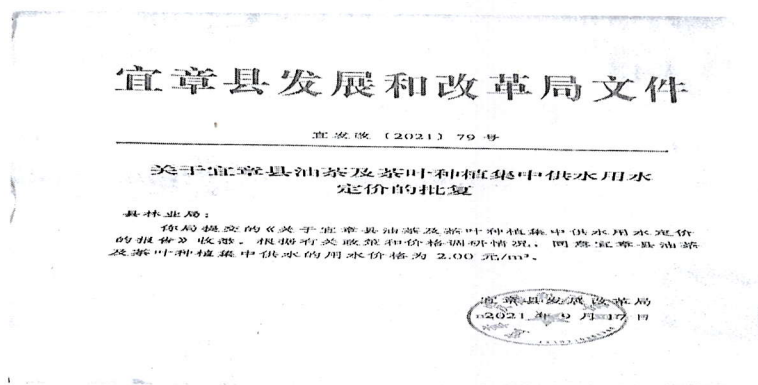 宜章县发展和改革局文件
宜发改〔2021〕79号
关于宜章县油茶及茶叶种植集中供水用水
定价的批复
县林业局：
你局提交的《关于宜章县油茶及茶叶种植集中供水用水定价
的报告》收悉。根据有关政策和价格调研情况，同意宜章县油茶
及茶叶种植集中供水的用水价格为 2.00 元/m³。
宜章县发展改革局
2021年9月17日